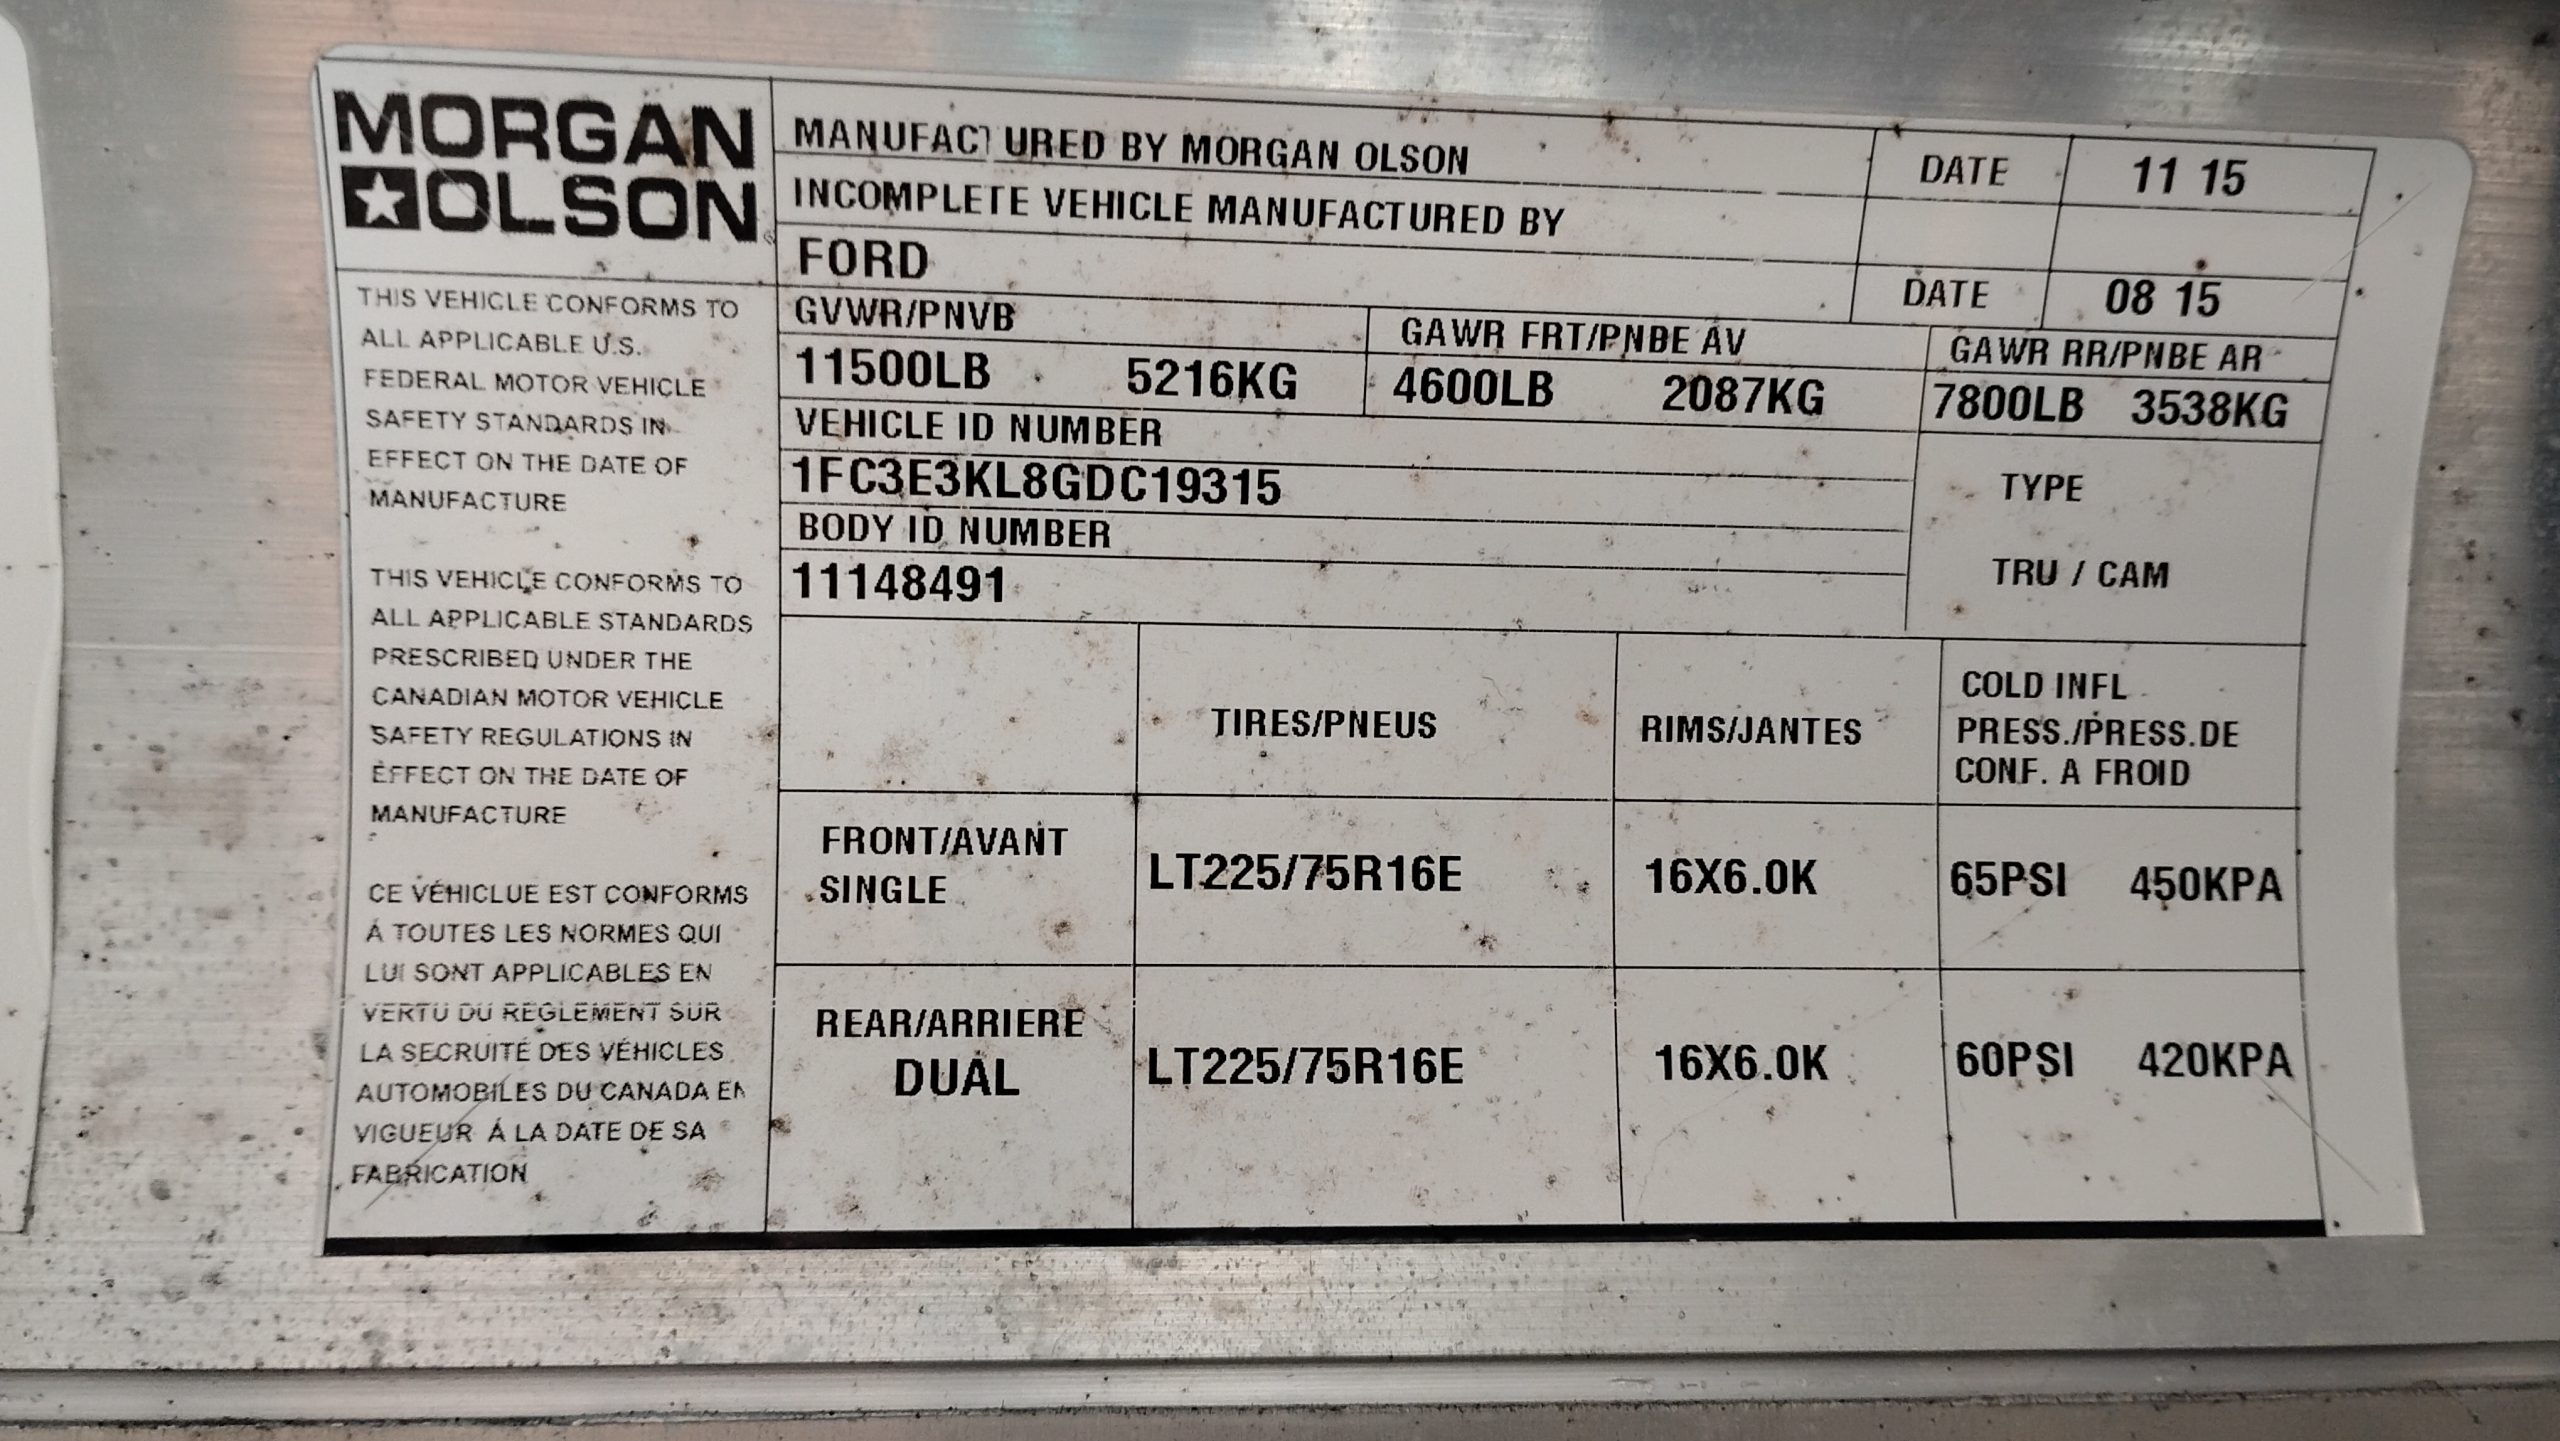 MORGAN
OLSON
THIS VEHICLE CONFORMS TO
ALL APPLICABLE U.S.
FEDERAL MOTOR VEHICLE
SAFETY STANDARDS IN
EFFECT ON THE DATE OF
MANUFACTURE
THIS VEHICLE CONFORMS TO
ALL APPLICABLE STANDARDS
PRESCRIBED UNDER THE
CANADIAN MOTOR VEHICLE
SAFETY REGULATIONS IN
EFFECT ON THE DATE OF
MANUFACTURE
CE VÉHICLUE EST CONFORMS
Á TOUTES LES NORMES QUI
LUI SONT APPLICABLES EN
VERTU DU RÉGLEMENT SUR
LA SECRUITÉ DES VÉHICLES
AUTOMOBILES DU CANADA EN
VIGUEUR Á LA DATE DE SA
FABRICATION
MANUFACTURED BY MORGAN OLSON DATE 11 15
INCOMPLETE VEHICLE MANUFACTURED BY
FORD DATE 08 15
GVWR/PNVB GAWR FRT/PNBE AV GAWR RR/PNBE AR
11500LB 5216KG 4600LB 2087KG 7800LB 3538KG
VEHICLE ID NUMBER
1FC3E3KL8GDC19315 TYPE
BODY ID NUMBER
11148491 TRU / CAM
TIRES/PNEUS RIMS/JANTES COLD INFL
PRESS./PRESS.DE
CONF. A FROID
FRONT/AVANT
SINGLE LT225/75R16E 16X6.0K 65PSI 450KPA
REAR/ARRIERE
DUAL LT225/75R16E 16X6.0K 60PSI 420KPA